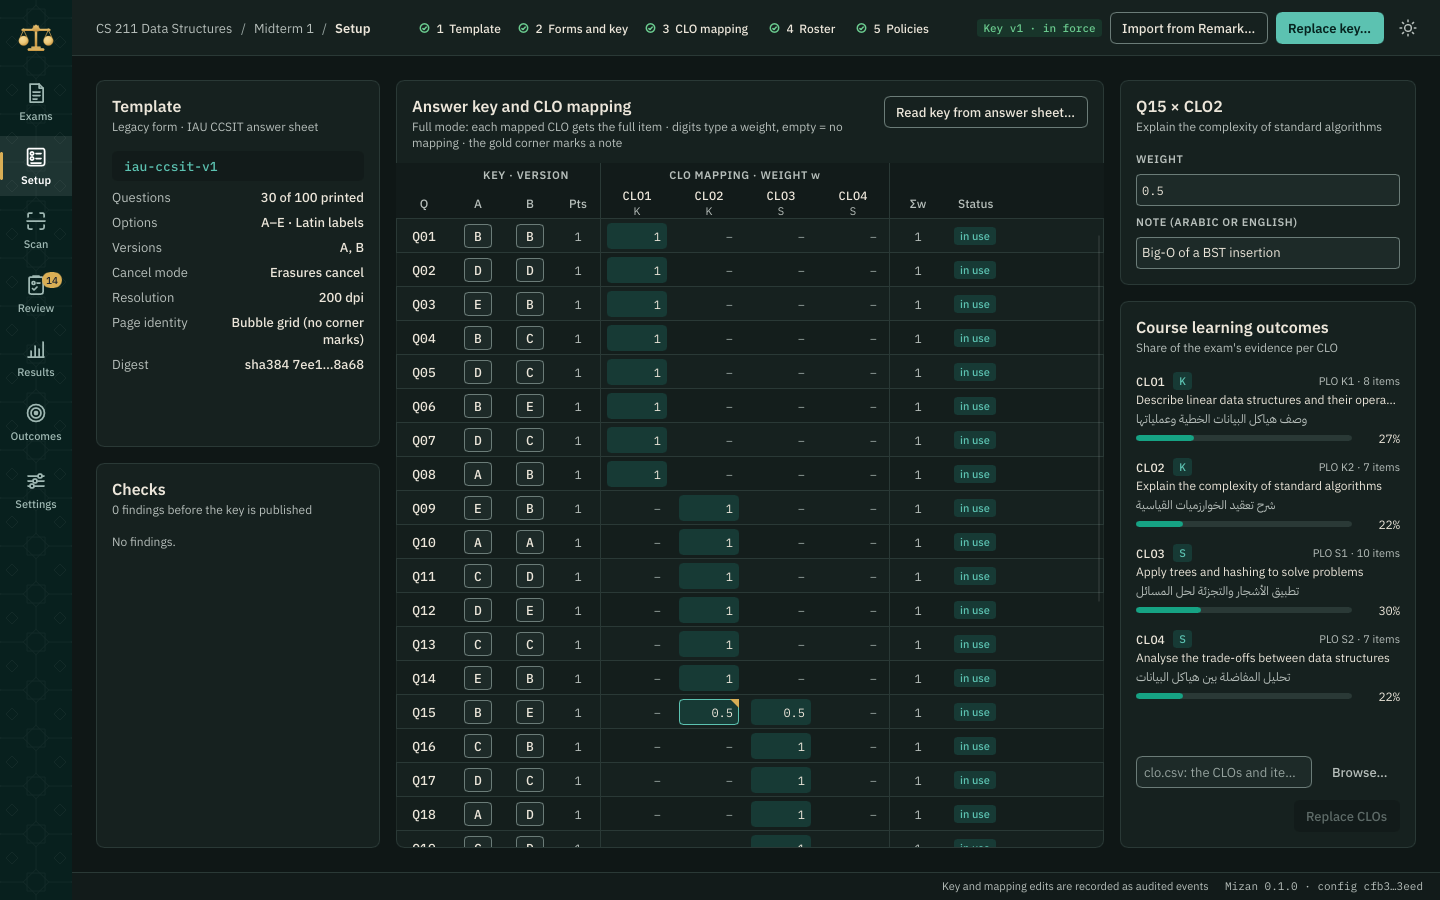 CS 211 Data Structures / Midterm 1 / Setup
1 Template
2 Forms and key
3 CLO mapping
4 Roster
5 Policies
Key v1 · in force
Import from Remark…
Replace key…
Exams
Setup
Scan
14
Review
Results
Outcomes
Settings
Template
Legacy form · IAU CCSIT answer sheet
iau-ccsit-v1
Questions 30 of 100 printed
Options A–E · Latin labels
Versions A, B
Cancel mode Erasures cancel
Resolution 200 dpi
Page identity Bubble grid (no corner
marks)
Digest sha384 7ee1…8a68
Checks
0 findings before the key is published
No findings.
Answer key and CLO mapping
Full mode: each mapped CLO gets the full item · digits type a weight, empty = no
mapping · the gold corner marks a note
Read key from answer sheet…
KEY · VERSION CLO MAPPING · WEIGHT w
Q A B Pts CLO1 CLO2 CLO3 CLO4 Σw Status
K K S S
Q01 B B 1 1 – – – 1 in use
Q02 D D 1 1 – – – 1 in use
Q03 E B 1 1 – – – 1 in use
Q04 B C 1 1 – – – 1 in use
Q05 D C 1 1 – – – 1 in use
Q06 B E 1 1 – – – 1 in use
Q07 D C 1 1 – – – 1 in use
Q08 A B 1 1 – – – 1 in use
Q09 E B 1 – 1 – – 1 in use
Q10 A A 1 – 1 – – 1 in use
Q11 C D 1 – 1 – – 1 in use
Q12 D E 1 – 1 – – 1 in use
Q13 C C 1 – 1 – – 1 in use
Q14 E B 1 – 1 – – 1 in use
Q15 B E 1 – 0.5 0.5 – 1 in use
Q16 C B 1 – – 1 – 1 in use
Q17 D C 1 – – 1 – 1 in use
Q18 A D 1 – – 1 – 1 in use
Q15 × CLO2
Explain the complexity of standard algorithms
WEIGHT
0.5
NOTE (ARABIC OR ENGLISH)
Big-O of a BST insertion
Course learning outcomes
Share of the exam's evidence per CLO
CLO1 K PLO K1 · 8 items
Describe linear data structures and their opera…
وصف هياكل البيانات الخطية وعملياتها
27%
CLO2 K PLO K2 · 7 items
Explain the complexity of standard algorithms
شرح تعقيد الخوارزميات القياسية
22%
CLO3 S PLO S1 · 10 items
Apply trees and hashing to solve problems
تطبيق الأشجار والتجزئة لحل المسائل
30%
CLO4 S PLO S2 · 7 items
Analyse the trade-offs between data structures
تحليل المفاضلة بين هياكل البيانات
22%
clo.csv: the CLOs and ite… Browse…
Replace CLOs
Key and mapping edits are recorded as audited events Mizan 0.1.0 · config cfb3…3eed